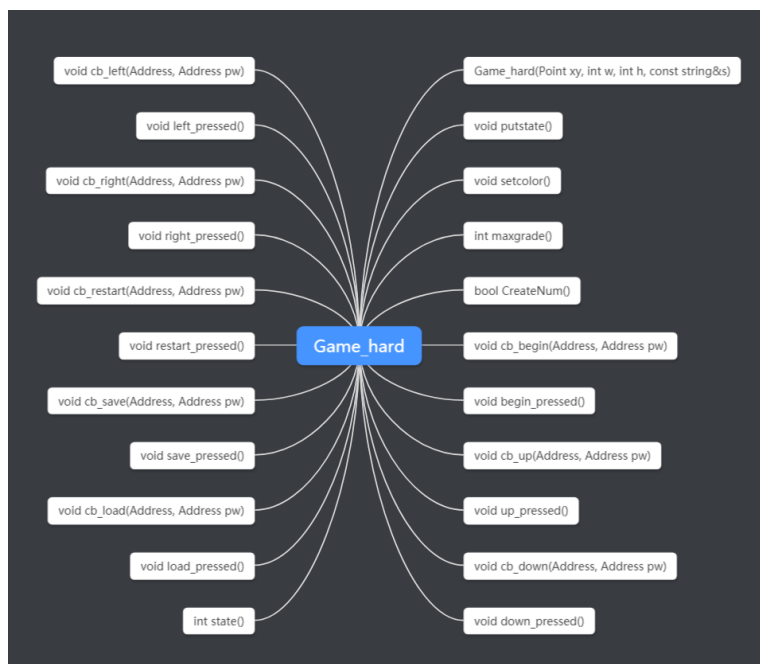 void cb_left(Address, Address pw)
void left_pressed()
void cb_right(Address, Address pw)
void right_pressed()
void cb_restart(Address, Address pw)
void restart_pressed()
void cb_save(Address, Address pw)
void save_pressed()
void cb_load(Address, Address pw)
void load_pressed()
int state()
Game_hard
Game_hard(Point xy, int w, int h, const string&s)
void putstate()
void setcolor()
int maxgrade()
bool CreateNum()
void cb_begin(Address, Address pw)
void begin_pressed()
void cb_up(Address, Address pw)
void up_pressed()
void cb_down(Address, Address pw)
void down_pressed()